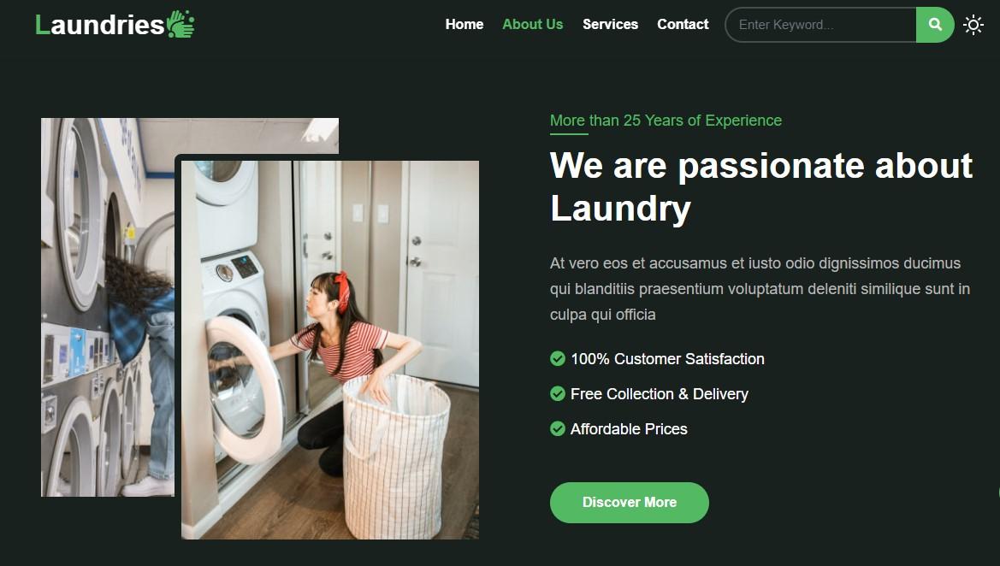 Laundries
Home About Us Services Contact Enter Keyword...
More than 25 Years of Experience
We are passionate about
Laundry
At vero eos et accusamus et iusto odio dignissimos ducimus
qui blanditiis praesentium voluptatum deleniti similique sunt in
culpa qui officia
100% Customer Satisfaction
Free Collection & Delivery
Affordable Prices
Discover More